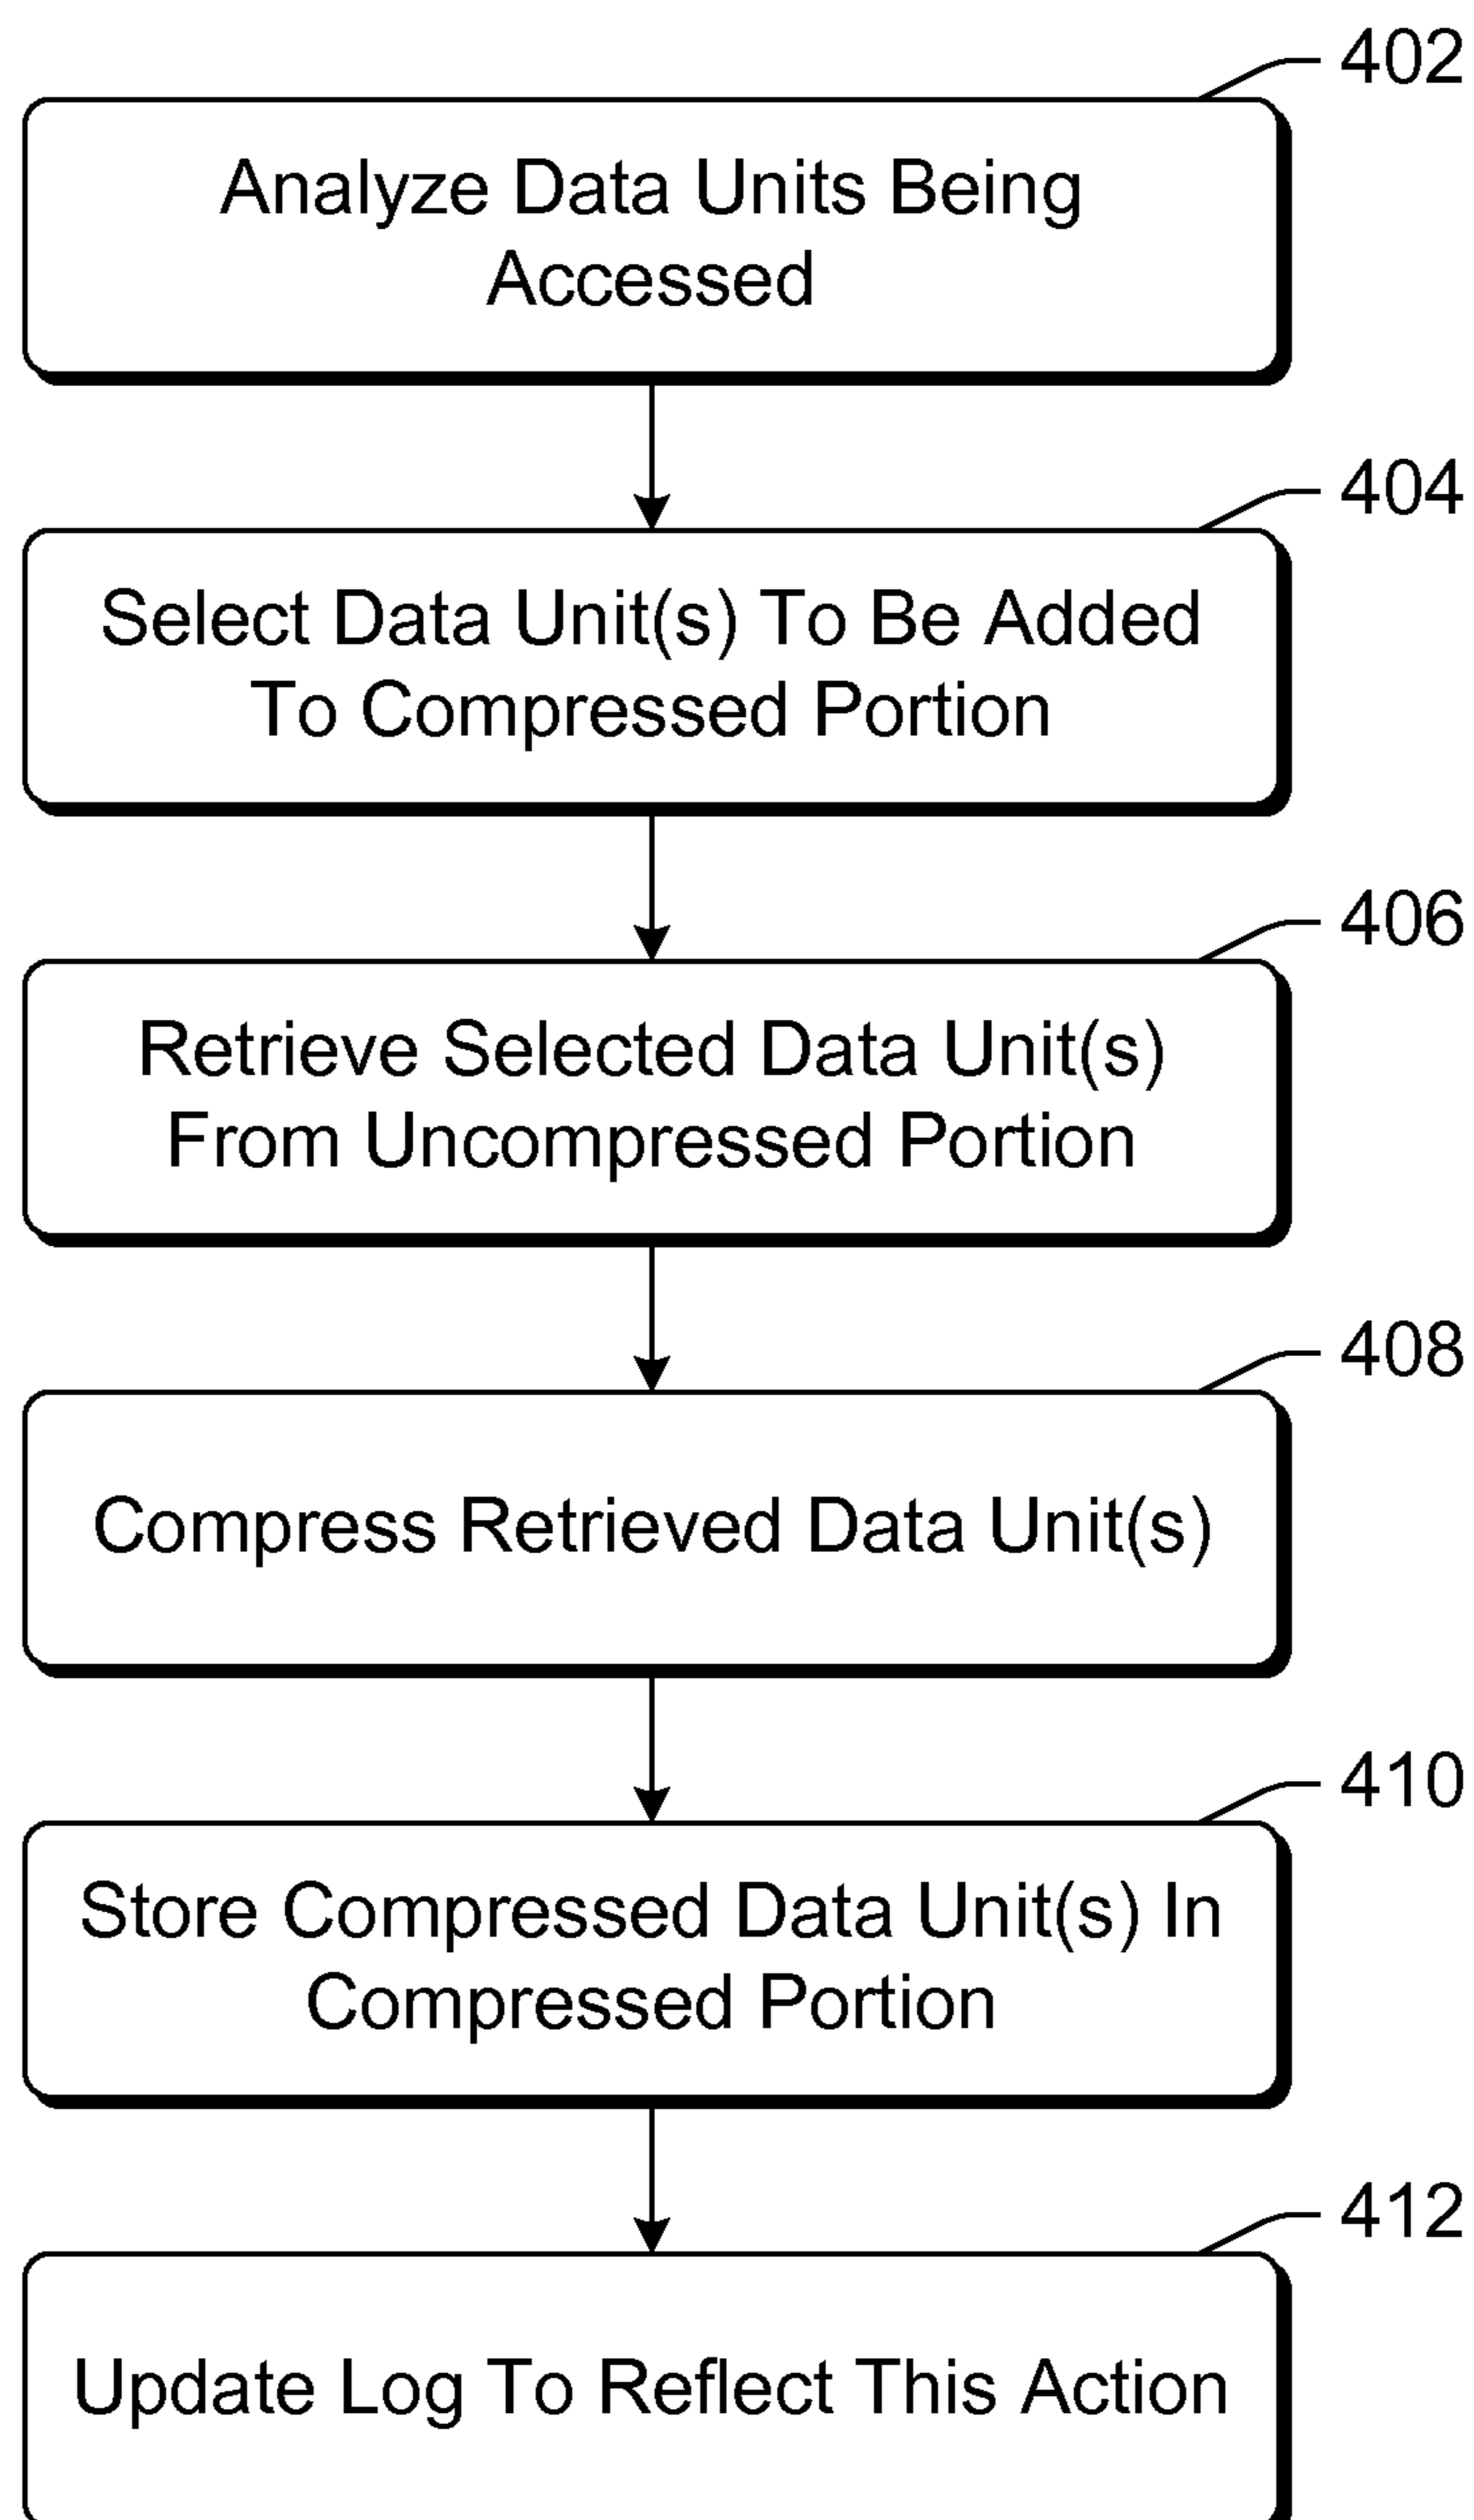 402
Analyze Data Units Being
Accessed
404
Select Data Unit(s) To Be Added
To Compressed Portion
406
Retrieve Selected Data Unit(s)
From Uncompressed Portion
408
Compress Retrieved Data Unit(s)
410
Store Compressed Data Unit(s) In
Compressed Portion
412
Update Log To Reflect This Action